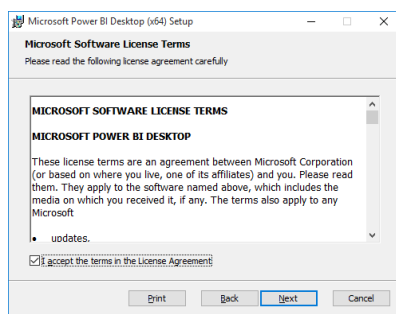 Microsoft Power BI Desktop (x64) Setup
Microsoft Software License Terms
Please read the following license agreement carefully
MICROSOFT SOFTWARE LICENSE TERMS
MICROSOFT POWER BI DESKTOP
These license terms are an agreement between Microsoft Corporation
(or based on where you live, one of its affiliates) and you. Please read
them. They apply to the software named above, which includes the
media on which you received it, if any. The terms also apply to any
Microsoft
• updates,
I accept the terms in the License Agreement
Print Back Next Cancel